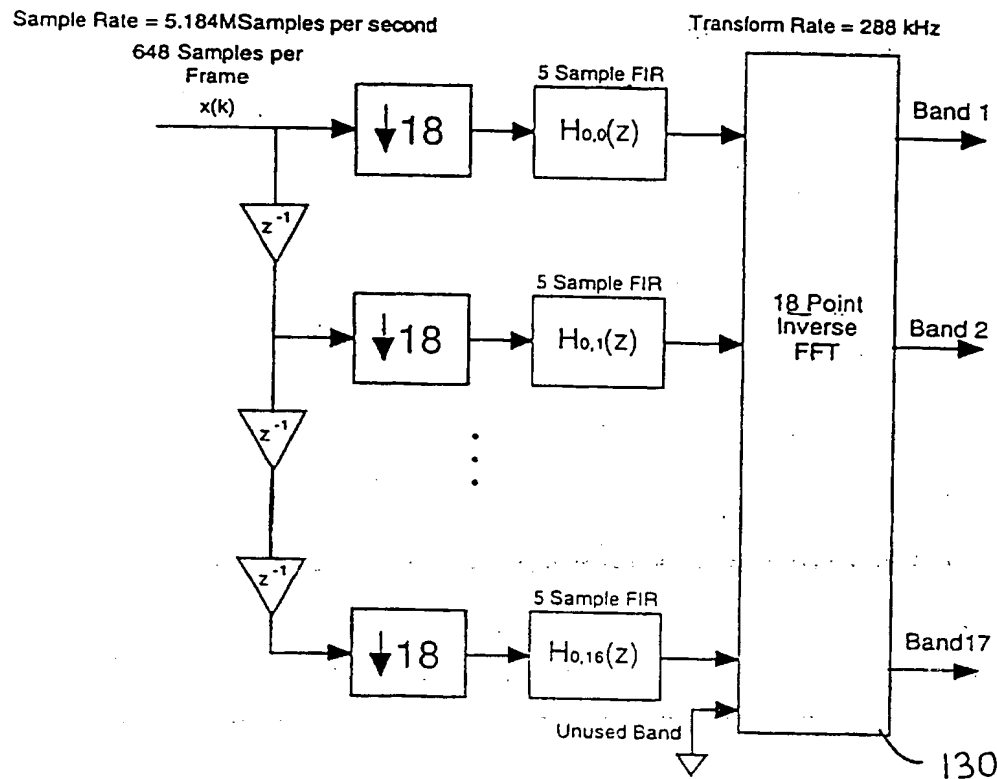 Sample Rate = 5.184MSamples per second
648 Samples per
Frame
x(k)
Transform Rate = 288 kHz
5 Sample FIR
↓18
H0,0(z)
Band 1
z⁻¹
5 Sample FIR
↓18
H0,1(z)
18 Point
Inverse
FFT
Band 2
z⁻¹
z⁻¹
5 Sample FIR
↓18
H0,16(z)
Band17
Unused Band
130